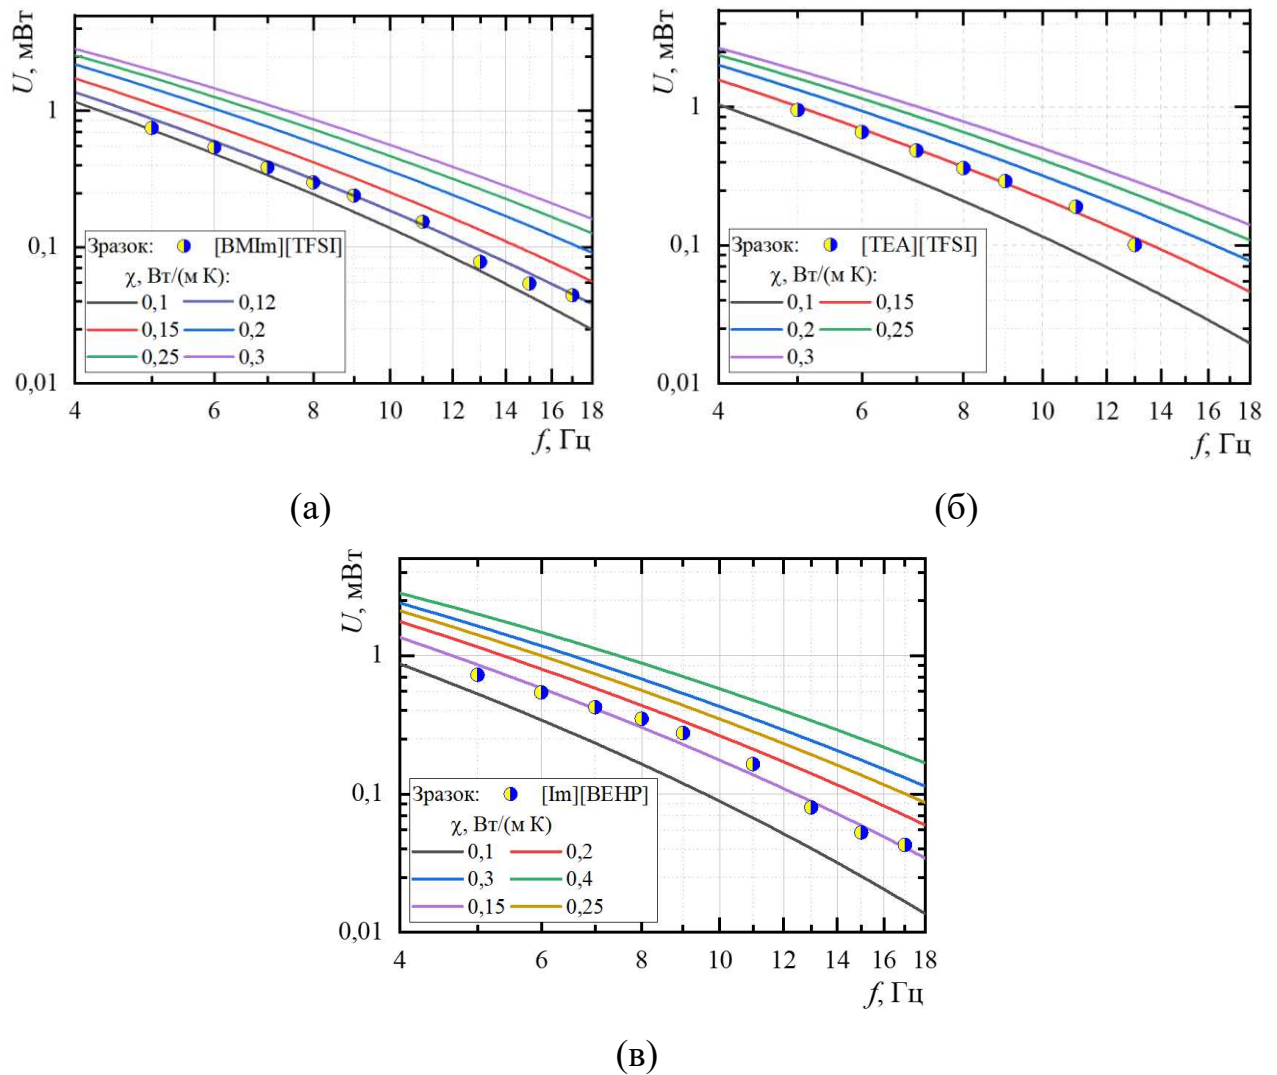 U, мВт
1
0,1
0,01
Зразок: [BMIm][TFSI]
χ, Вт/(м К):
0,1 0,12
0,15 0,2
0,25 0,3
4 6 8 10 12 14 16 18
f, Гц
(а)
U, мВт
1
0,1
0,01
Зразок: [TEA][TFSI]
χ, Вт/(м К):
0,1 0,15
0,2 0,25
0,3
4 6 8 10 12 14 16 18
f, Гц
(б)
U, мВт
1
0,1
0,01
Зразок: [Im][BEHP]
χ, Вт/(м К)
0,1 0,2
0,3 0,4
0,15 0,25
4 6 8 10 12 14 16 18
f, Гц
(в)